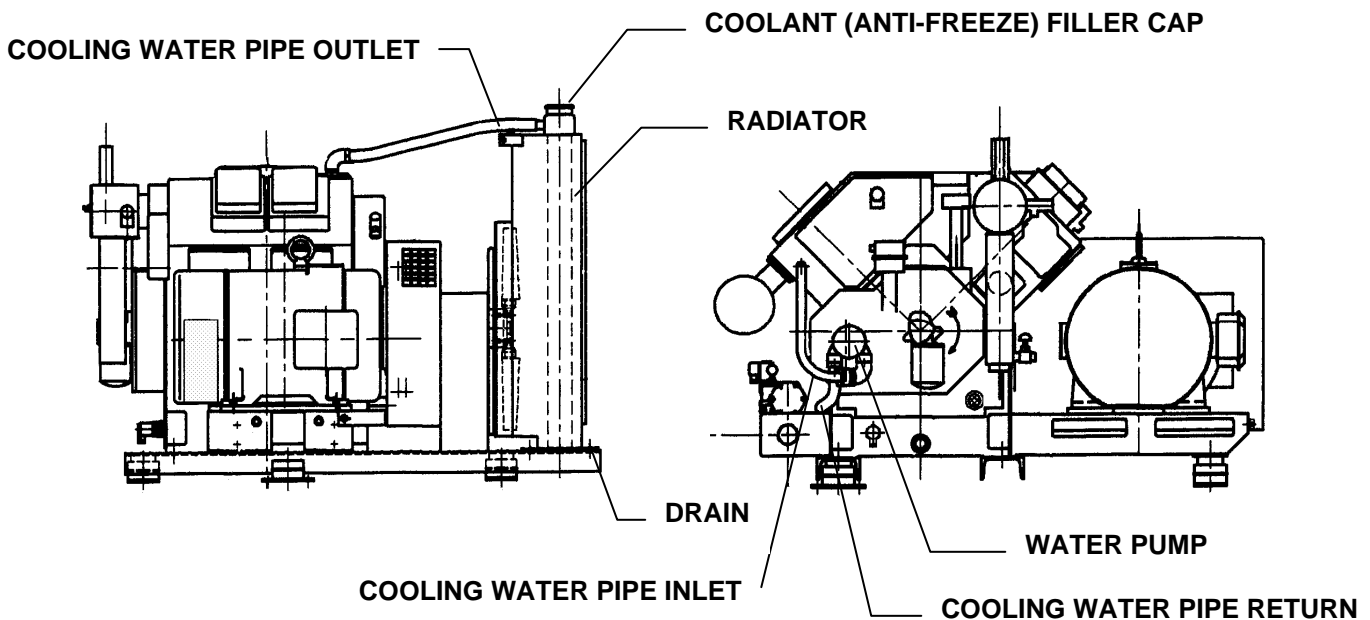 COOLANT (ANTI-FREEZE) FILLER CAP
COOLING WATER PIPE OUTLET
RADIATOR
DRAIN
WATER PUMP
COOLING WATER PIPE INLET
COOLING WATER PIPE RETURN